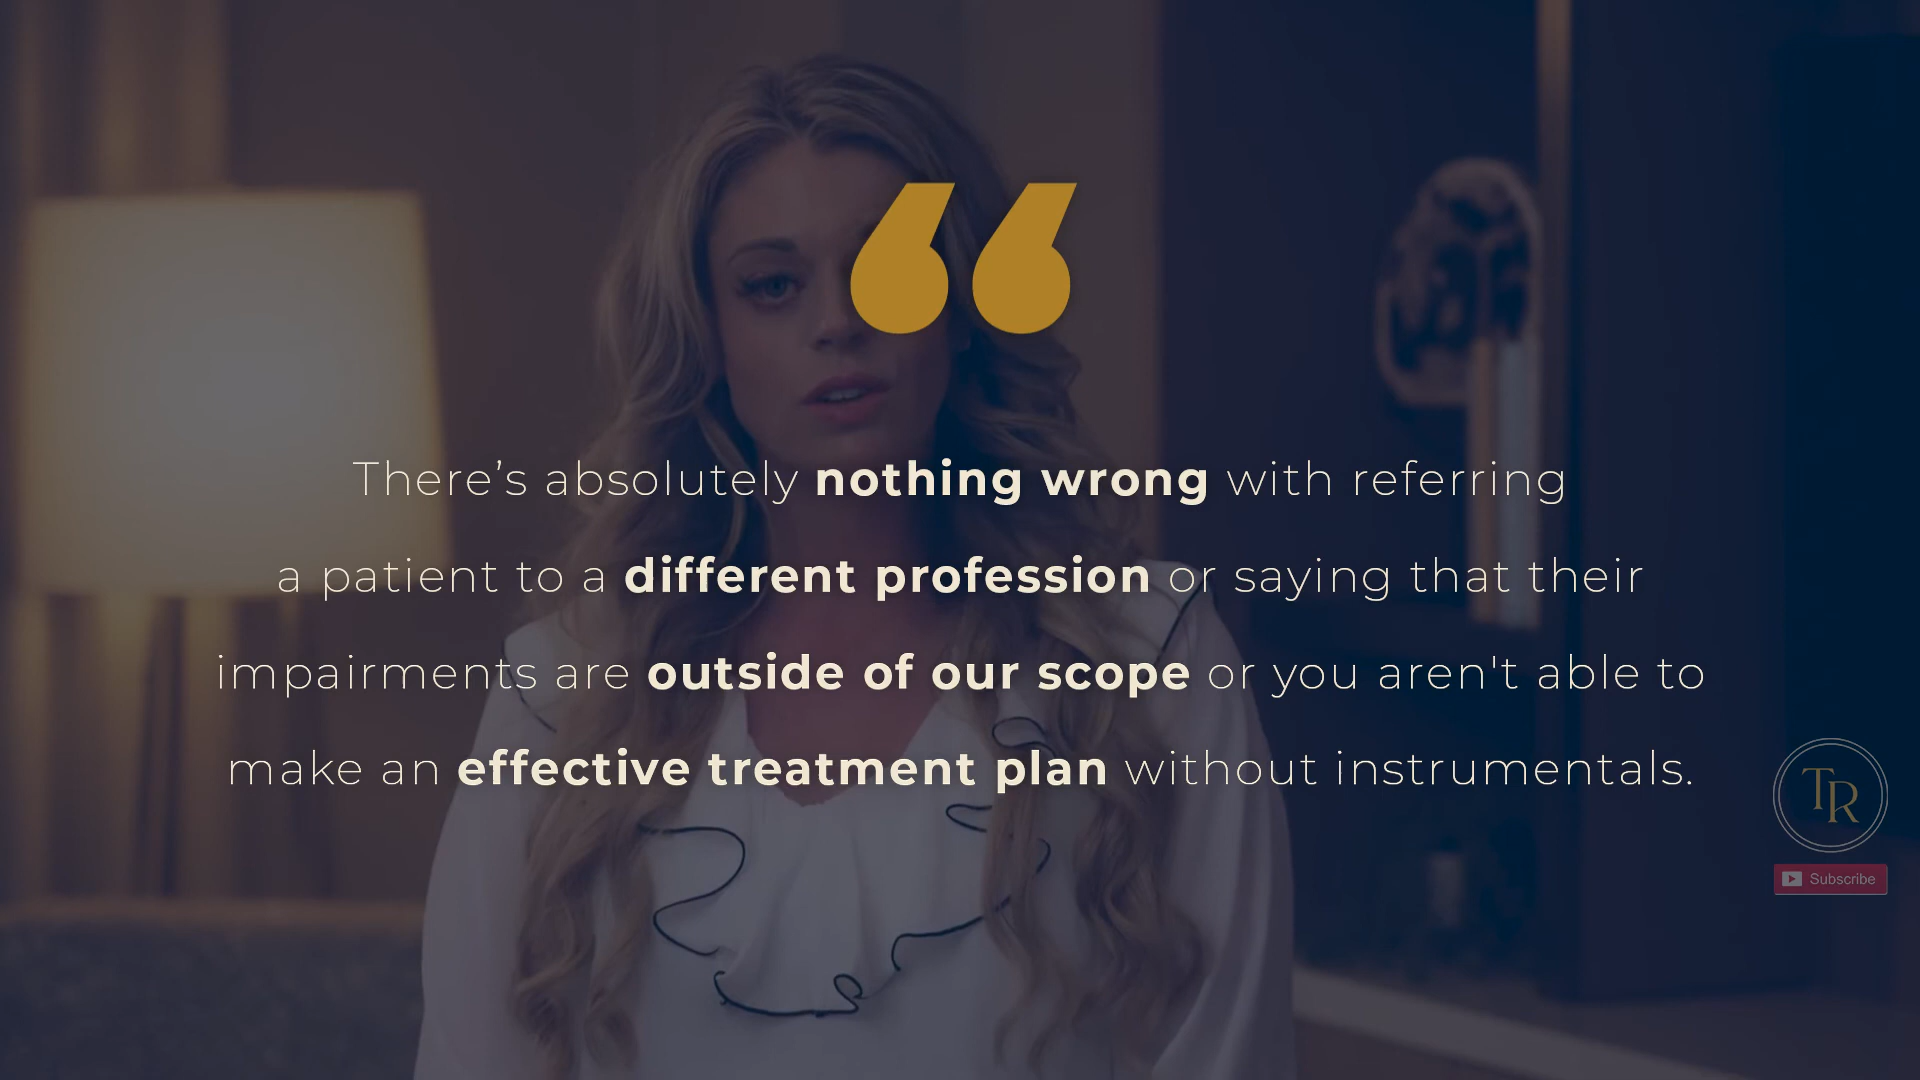 “
There’s absolutely nothing wrong with referring
a patient to a different profession or saying that their
impairments are outside of our scope or you aren't able to
make an effective treatment plan without instrumentals.
TR
Subscribe